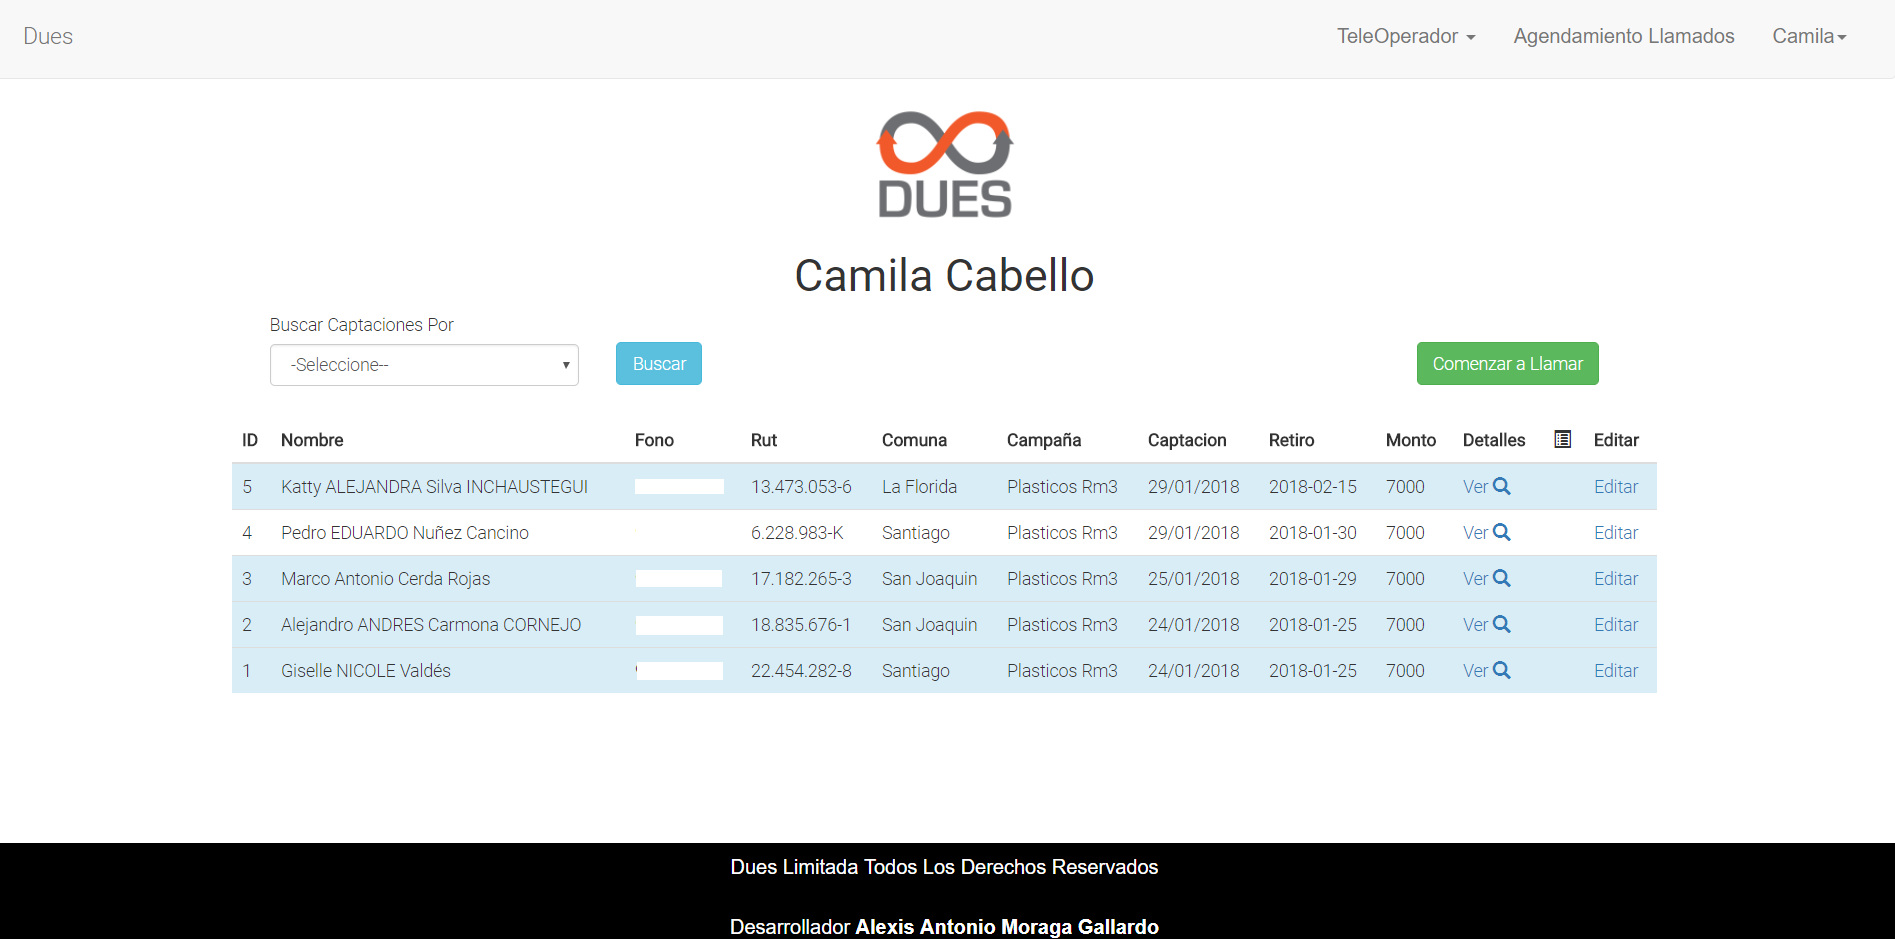 Dues TeleOperador Agendamiento Llamados Camila
DUES
Camila Cabello
Buscar Captaciones Por
-Seleccione-- Buscar Comenzar a Llamar
ID Nombre Fono Rut Comuna Campaña Captacion Retiro Monto Detalles Editar
5 Katty ALEJANDRA Silva INCHAUSTEGUI 13.473.053-6 La Florida Plasticos Rm3 29/01/2018 2018-02-15 7000 Ver Editar
4 Pedro EDUARDO Nuñez Cancino 6.228.983-K Santiago Plasticos Rm3 29/01/2018 2018-01-30 7000 Ver Editar
3 Marco Antonio Cerda Rojas 17.182.265-3 San Joaquin Plasticos Rm3 25/01/2018 2018-01-29 7000 Ver Editar
2 Alejandro ANDRES Carmona CORNEJO 18.835.676-1 San Joaquin Plasticos Rm3 24/01/2018 2018-01-25 7000 Ver Editar
1 Giselle NICOLE Valdés 22.454.282-8 Santiago Plasticos Rm3 24/01/2018 2018-01-25 7000 Ver Editar
Dues Limitada Todos Los Derechos Reservados
Desarrollador Alexis Antonio Moraga Gallardo